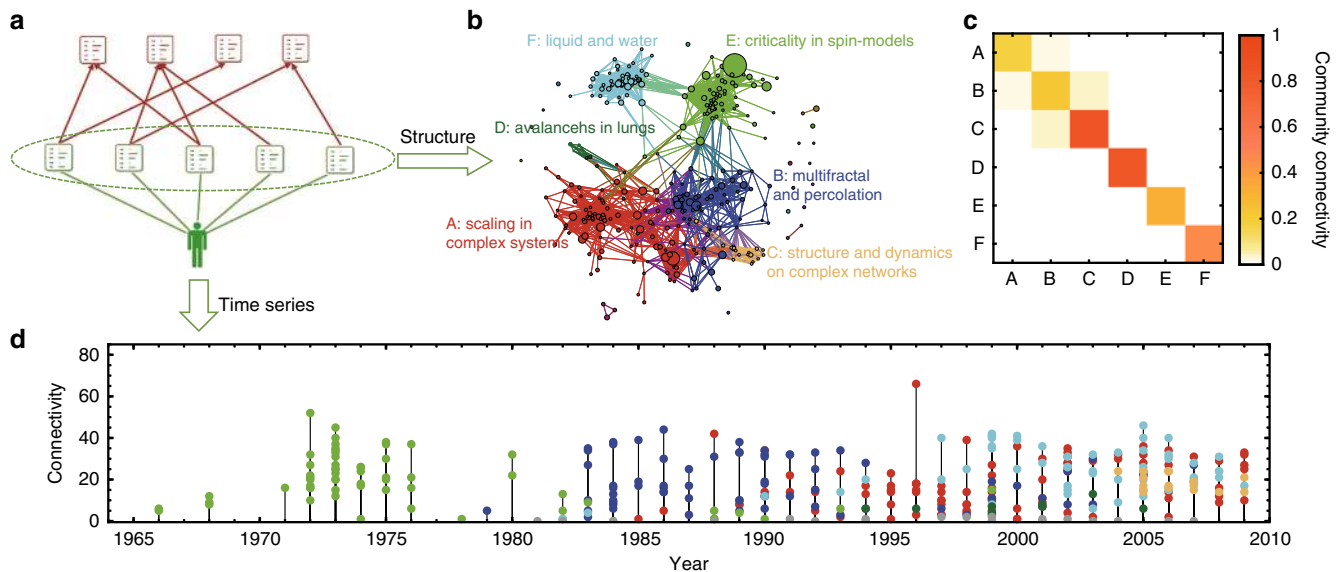 a
Structure
Time series
b
F: liquid and water
E: criticality in spin-models
D: avalancehs in lungs
B: multifractal
and percolation
A: scaling in
complex systems
C: structure and dynamics
on complex networks
c
A
B
C
D
E
F
A B C D E F
1
0.8
0.6
0.4
0.2
0
Community connectivity
d
80
60
40
20
0
Connectivity
1965 1970 1975 1980 1985 1990 1995 2000 2005 2010
Year